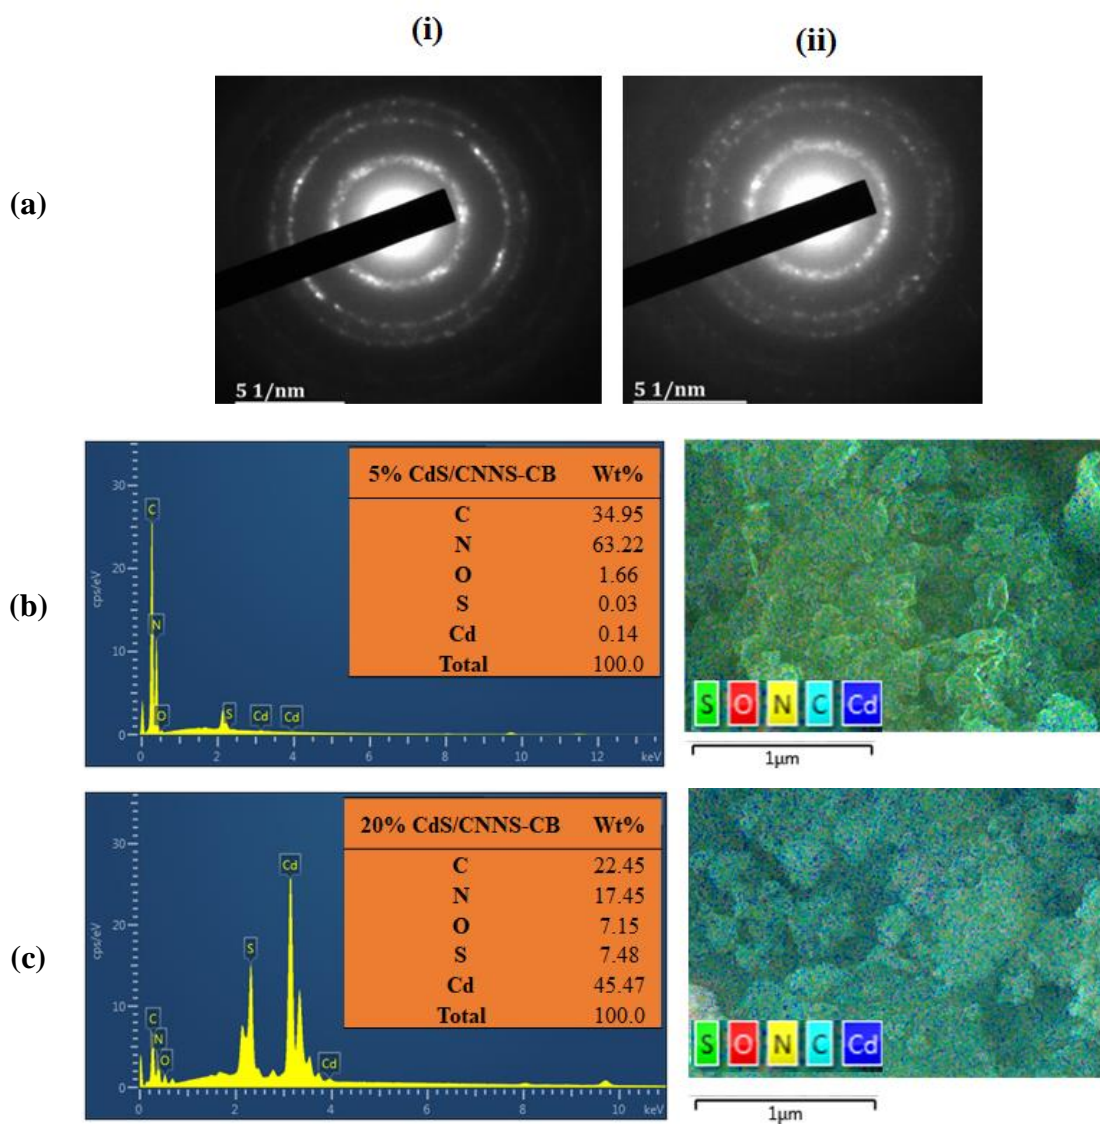 (i)
(ii)
(a)
5 1/nm
5 1/nm
(b)
cps/eV
30
20
10
0
C
N
O
S
Cd
Cd
0
2
4
6
8
10
12
keV
5% CdS/CNNS-CB Wt%
C 34.95
N 63.22
O 1.66
S 0.03
Cd 0.14
Total 100.0
S O N C Cd
1µm
(c)
cps/eV
30
20
10
0
C
N
O
S
Cd
Cd
0
2
4
6
8
10
keV
20% CdS/CNNS-CB Wt%
C 22.45
N 17.45
O 7.15
S 7.48
Cd 45.47
Total 100.0
S O N C Cd
1µm